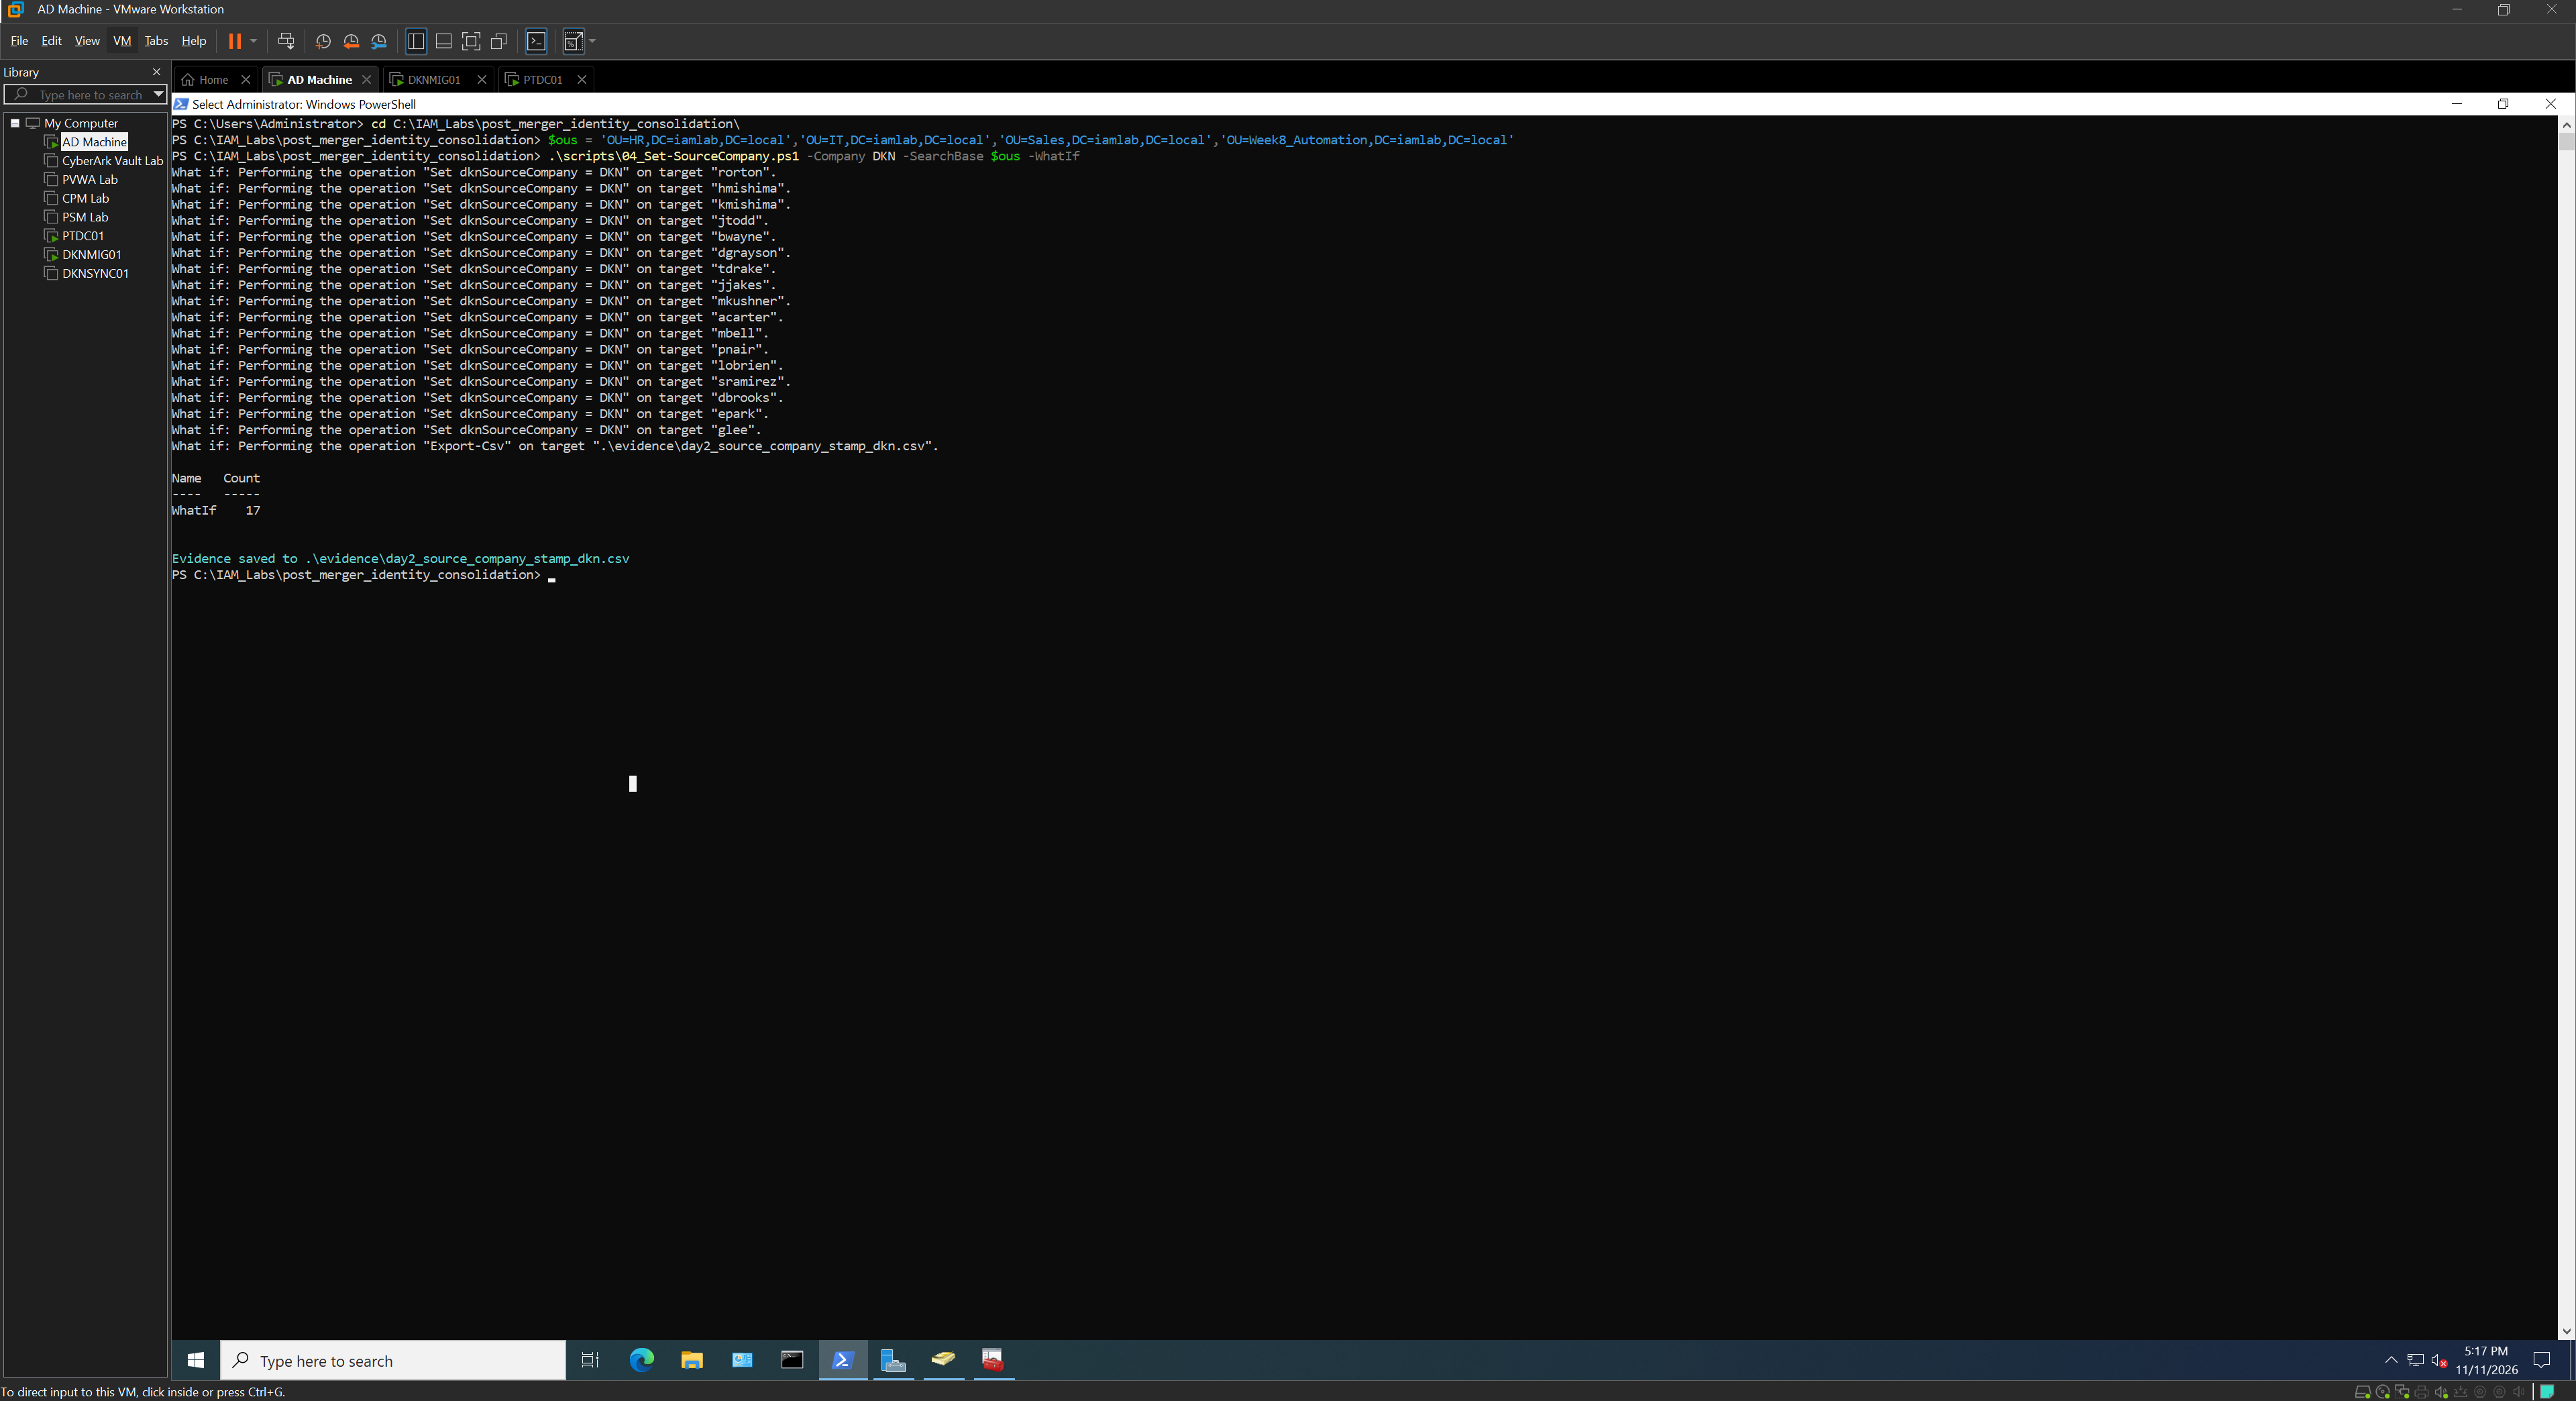 AD Machine - VMware Workstation
File Edit View VM Tabs Help
Library
Type here to search
My Computer
AD Machine
CyberArk Vault Lab
PVWA Lab
CPM Lab
PSM Lab
PTDC01
DKNMIG01
DKNSYNC01
Home AD Machine DKNMIG01 PTDC01
Select Administrator: Windows PowerShell
PS C:\Users\Administrator> cd C:\IAM_Labs\post_merger_identity_consolidation\
PS C:\IAM_Labs\post_merger_identity_consolidation> $ous = 'OU=HR,DC=iamlab,DC=local','OU=IT,DC=iamlab,DC=local','OU=Sales,DC=iamlab,DC=local','OU=Week8_Automation,DC=iamlab,DC=local'
PS C:\IAM_Labs\post_merger_identity_consolidation> .\scripts\04_Set-SourceCompany.ps1 -Company DKN -SearchBase $ous -WhatIf
What if: Performing the operation "Set dknSourceCompany = DKN" on target "rorton".
What if: Performing the operation "Set dknSourceCompany = DKN" on target "hmishima".
What if: Performing the operation "Set dknSourceCompany = DKN" on target "kmishima".
What if: Performing the operation "Set dknSourceCompany = DKN" on target "jtodd".
What if: Performing the operation "Set dknSourceCompany = DKN" on target "bwayne".
What if: Performing the operation "Set dknSourceCompany = DKN" on target "dgrayson".
What if: Performing the operation "Set dknSourceCompany = DKN" on target "tdrake".
What if: Performing the operation "Set dknSourceCompany = DKN" on target "jjakes".
What if: Performing the operation "Set dknSourceCompany = DKN" on target "mkushner".
What if: Performing the operation "Set dknSourceCompany = DKN" on target "acarter".
What if: Performing the operation "Set dknSourceCompany = DKN" on target "mbell".
What if: Performing the operation "Set dknSourceCompany = DKN" on target "pnair".
What if: Performing the operation "Set dknSourceCompany = DKN" on target "lobrien".
What if: Performing the operation "Set dknSourceCompany = DKN" on target "sramirez".
What if: Performing the operation "Set dknSourceCompany = DKN" on target "dbrooks".
What if: Performing the operation "Set dknSourceCompany = DKN" on target "epark".
What if: Performing the operation "Set dknSourceCompany = DKN" on target "glee".
What if: Performing the operation "Export-Csv" on target ".\evidence\day2_source_company_stamp_dkn.csv".
Name Count
---- -----
WhatIf 17
Evidence saved to .\evidence\day2_source_company_stamp_dkn.csv
PS C:\IAM_Labs\post_merger_identity_consolidation>
Type here to search
5:17 PM
11/11/2026
To direct input to this VM, click inside or press Ctrl+G.